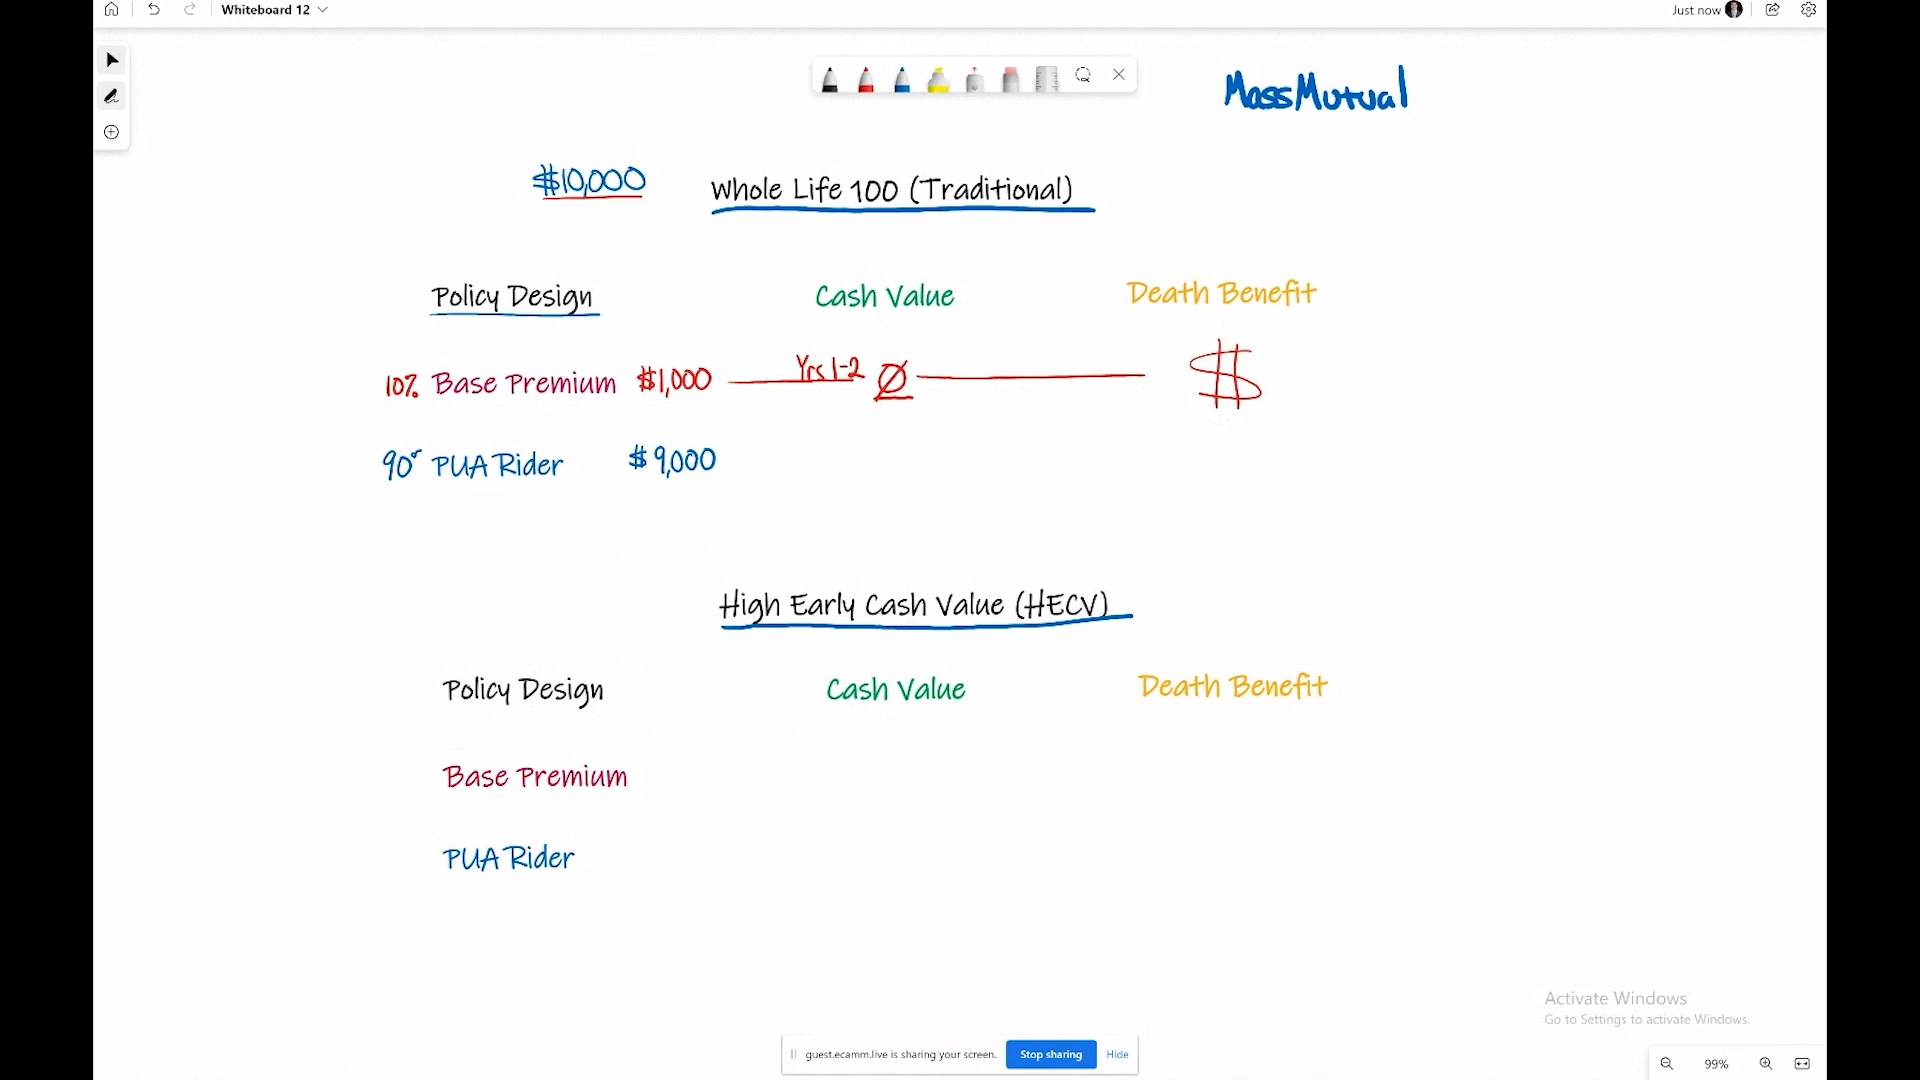 Whiteboard 12
Just now
MassMutual
$10,000
Whole Life 100 (Traditional)
Policy Design
Cash Value
Death Benefit
10% Base Premium $1,000 Yrs 1-2 Ø $
PUA Rider $9,000
High Early Cash Value (HECV)
Policy Design
Cash Value
Death Benefit
Base Premium
PUA Rider
Activate Windows
Go to Settings to activate Windows.
guest.ecamm.live is sharing your screen.
Stop sharing
Hide
99%